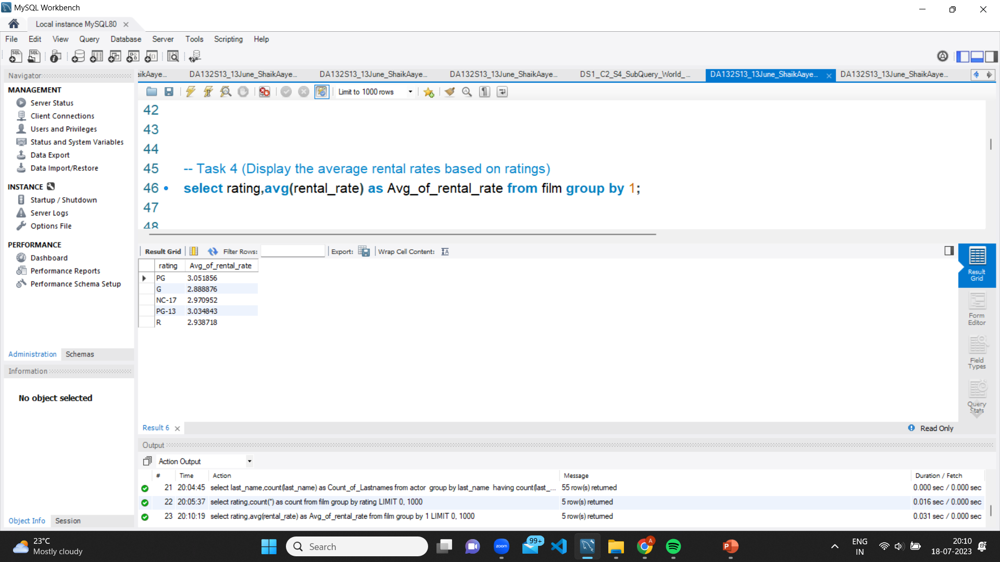 MySQL Workbench
Local instance MySQL80
File Edit View Query Database Server Tools Scripting Help
Navigator
MANAGEMENT
Server Status
Client Connections
Users and Privileges
Status and System Variables
Data Export
Data Import/Restore
INSTANCE
Startup / Shutdown
Server Logs
Options File
PERFORMANCE
Dashboard
Performance Reports
Performance Schema Setup
Administration Schemas
Information
No object selected
Object Info Session
aikAaye... DA132S13_13June_ShaikAaye... DA132S13_13June_ShaikAaye... DA132S13_13June_ShaikAaye... DS1_C2_S4_SubQuery_World_... DA132S13_13June_ShaikAaye... DA132S13_13June_ShaikAaye...
Limit to 1000 rows
42
43
44
45 -- Task 4 (Display the average rental rates based on ratings)
46 select rating,avg(rental_rate) as Avg_of_rental_rate from film group by 1;
47
48
Result Grid Filter Rows: Export: Wrap Cell Content:
rating Avg_of_rental_rate
PG 3.051856
G 2.888876
NC-17 2.970952
PG-13 3.034843
R 2.938718
Result
Grid
Form
Editor
Field
Types
Query
Stats
Result 6 Read Only
Output
Action Output
# Time Action Message Duration / Fetch
21 20:04:45 select last_name,count(last_name) as Count_of_Lastnames from actor group by last_name having count(last_... 55 row(s) returned 0.000 sec / 0.000 sec
22 20:05:37 select rating,count(*) as count from film group by rating LIMIT 0, 1000 5 row(s) returned 0.016 sec / 0.000 sec
23 20:10:19 select rating,avg(rental_rate) as Avg_of_rental_rate from film group by 1 LIMIT 0, 1000 5 row(s) returned 0.031 sec / 0.000 sec
23°C
Mostly cloudy
Search
zoom
99+
A
P
ENG
IN
20:10
18-07-2023